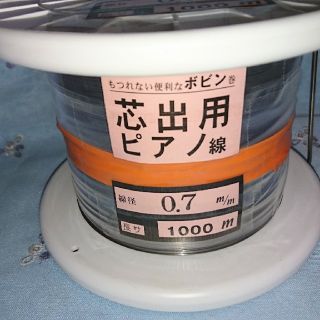 もつれない便利なボビン巻
芯出用
ピアノ線
線径 0.7 m/m
長サ 1000 m